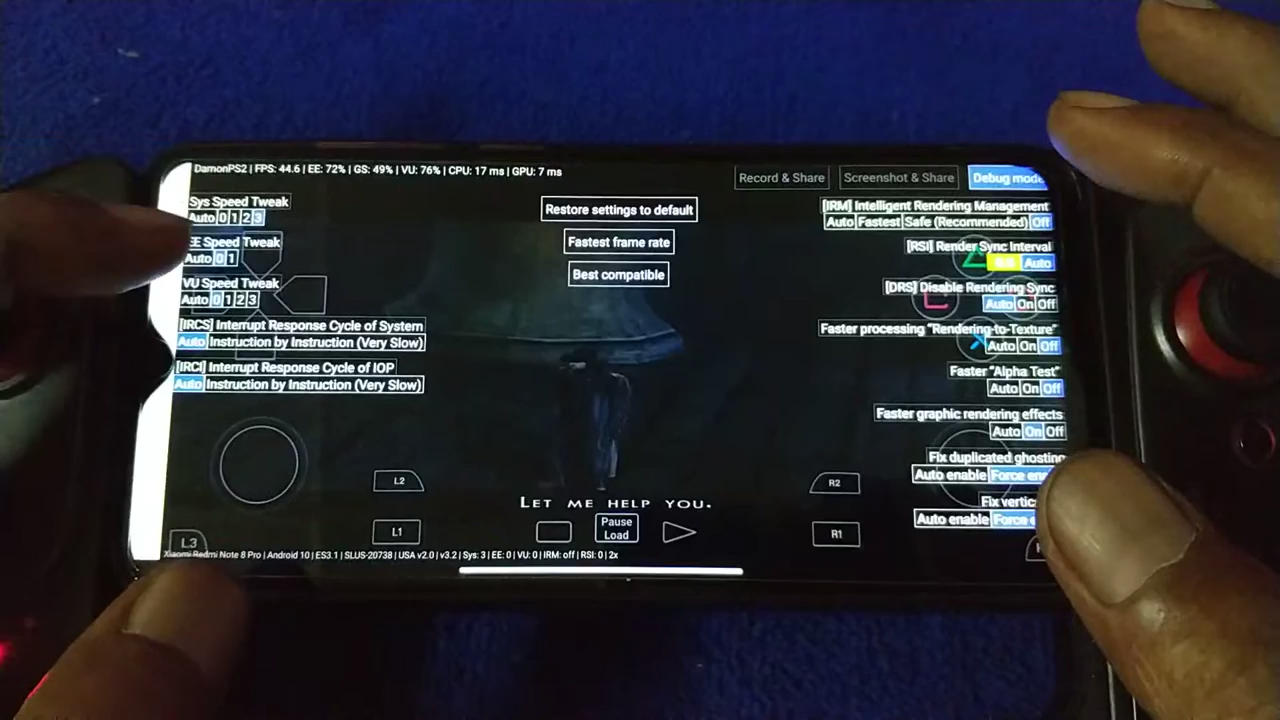 DamonPS2 | FPS: 44.6 | EE: 72% | GS: 49% | VU: 76% | CPU: 17 ms | GPU: 7 ms
Record & Share
Screenshot & Share
Debug mode
Sys Speed Tweak
Auto 0 1 2 3
EE Speed Tweak
Auto 0 1
VU Speed Tweak
Auto 0 1 2 3
[IRCS] Interrupt Response Cycle of System
Auto Instruction by Instruction (Very Slow)
[IRCI] Interrupt Response Cycle of IOP
Auto Instruction by Instruction (Very Slow)
Restore settings to default
Fastest frame rate
Best compatible
[IRM] Intelligent Rendering Management
Auto Fastest Safe (Recommended) Off
[RSI] Render Sync Interval
Auto
[DRS] Disable Rendering Sync
Auto On Off
Faster processing "Rendering-to-Texture"
Auto On Off
Faster "Alpha Test"
Auto On Off
Faster graphic rendering effects
Auto On Off
Fix duplicated ghosting
Auto enable Force
Fix
Auto enable Force
L2
R2
LET ME HELP YOU.
L1
Pause
Load
R1
L3
Xiaomi Redmi Note 8 Pro | Android 10 | ES3.1 | SLUS-20738 | USA v2.0 | v3.2 | Sys: 3 | EE: 0 | VU: 0 | IRM: off | RSI: 0 | 2x